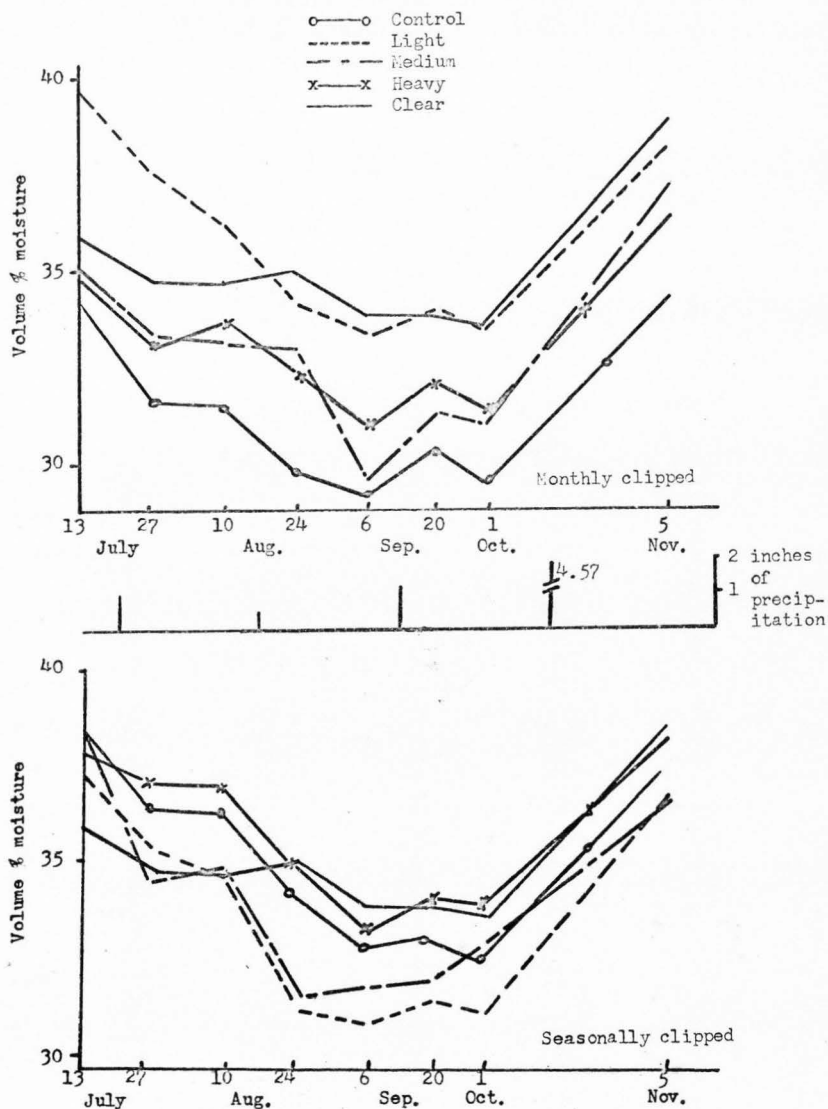 Control
Light
Medium
Heavy
Clear
40
35
30
Volume % moisture
Monthly clipped
13 27 10 24 6 20 1 5
July Aug. Sep. Oct. Nov.
4.57
2 inches
of
1 precip-
itation
40
35
30
Volume % moisture
Seasonally clipped
13 27 10 24 6 20 1 5
July Aug. Sep. Oct. Nov.